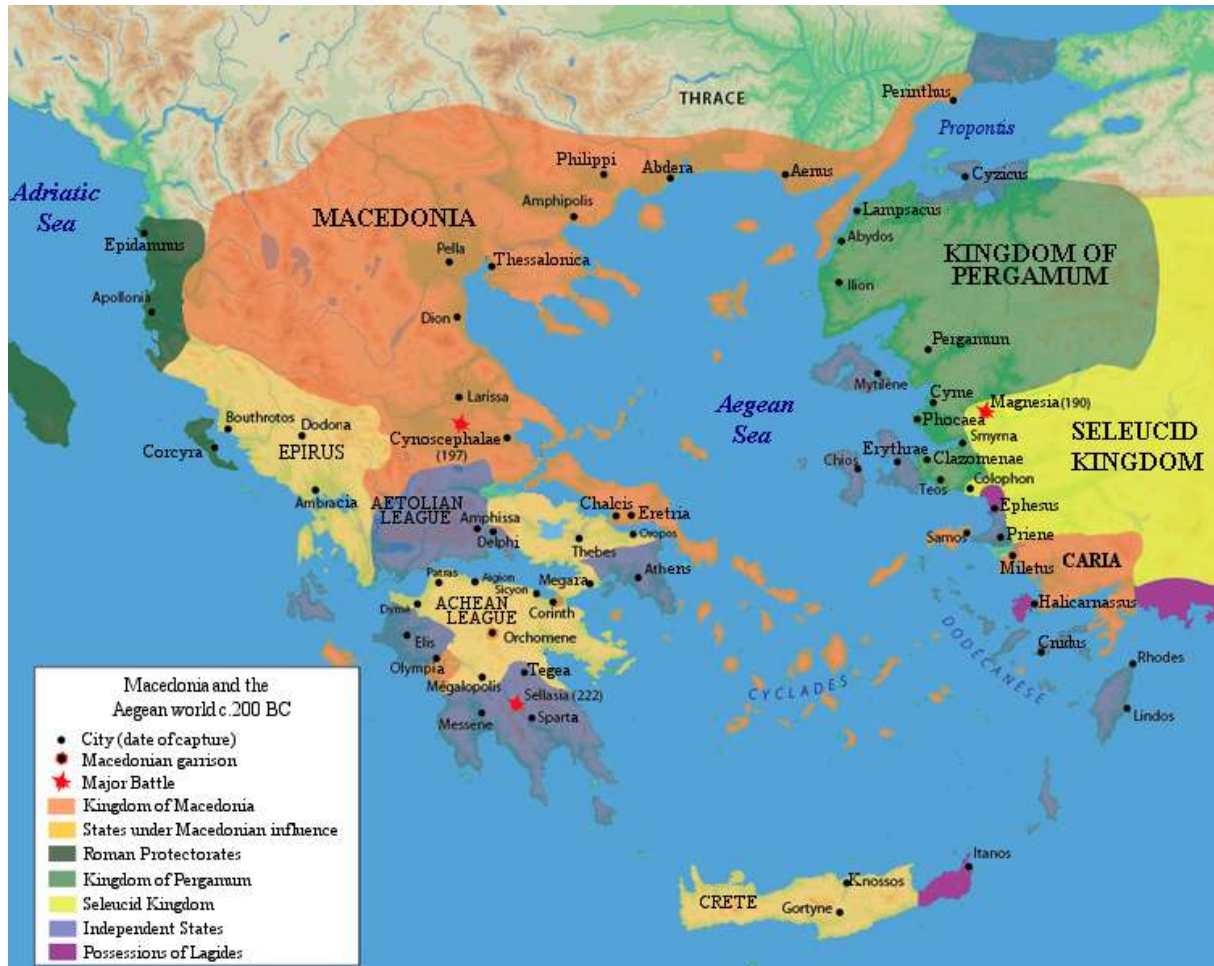 THRACE
Perinthus
Propontis
Adriatic
Sea
Philippi
Abdera
Aenus
Cyzicus
Amphipolis
Lampsacus
MACEDONIA
Epidamnus
Abydos
Pella
Thessalonica
KINGDOM OF
PERGAMUM
Ilion
Apollonia
Dion
Pergamum
Mytilene
Larissa
Cyme
Magnesia (190)
Aegean
Sea
Phocaea
Bouthrotos
Dodona
Cynoscephalae
(197)
SELEUCID
KINGDOM
Smyrna
Corcyra
EPIRUS
Erythrae
Clazomenae
Chios
Teos
Colophon
Ambracia
AETOLIAN
LEAGUE
Chalcis
Eretria
Ephesus
Amphissa
Delphi
Oropos
Thebes
Samos
Priene
Athens
Miletus
CARIA
Patras
Aigion
Sicyon
Megara
Dyme
ACHEAN
LEAGUE
Corinth
Halicarnassus
Elis
Orchomene
DODECANESE
Cnidus
Olympia
Tegea
Rhodes
Mégalopolis
CYCLADES
Sellasia (222)
Messene
Sparta
Lindos
Itanos
Knossos
CRETE
Gortyne
Macedonia and the
Aegean world c.200 BC
City (date of capture)
Macedonian garrison
Major Battle
Kingdom of Macedonia
States under Macedonian influence
Roman Protectorates
Kingdom of Pergamum
Seleucid Kingdom
Independent States
Possessions of Lagides